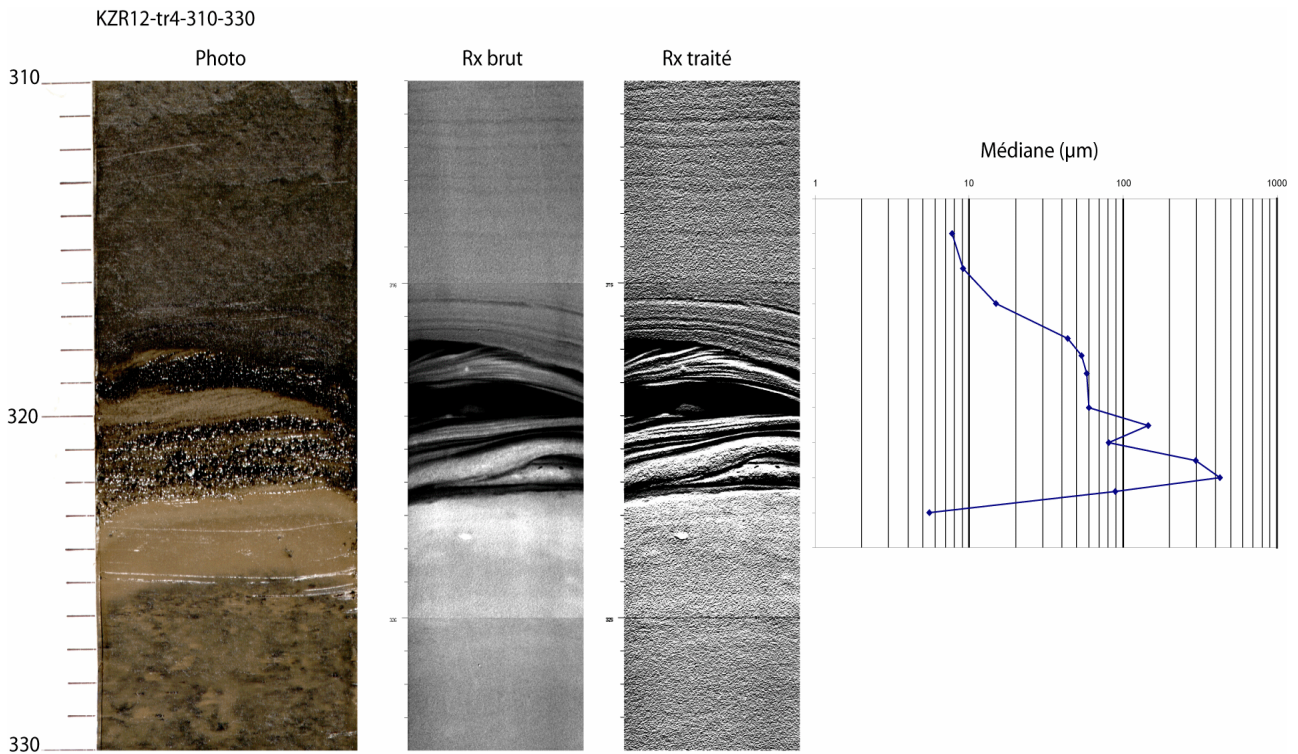 KZR12-tr4-310-330
Photo
Rx brut
Rx traité
310
320
330
Médiane (µm)
1 10 100 1000